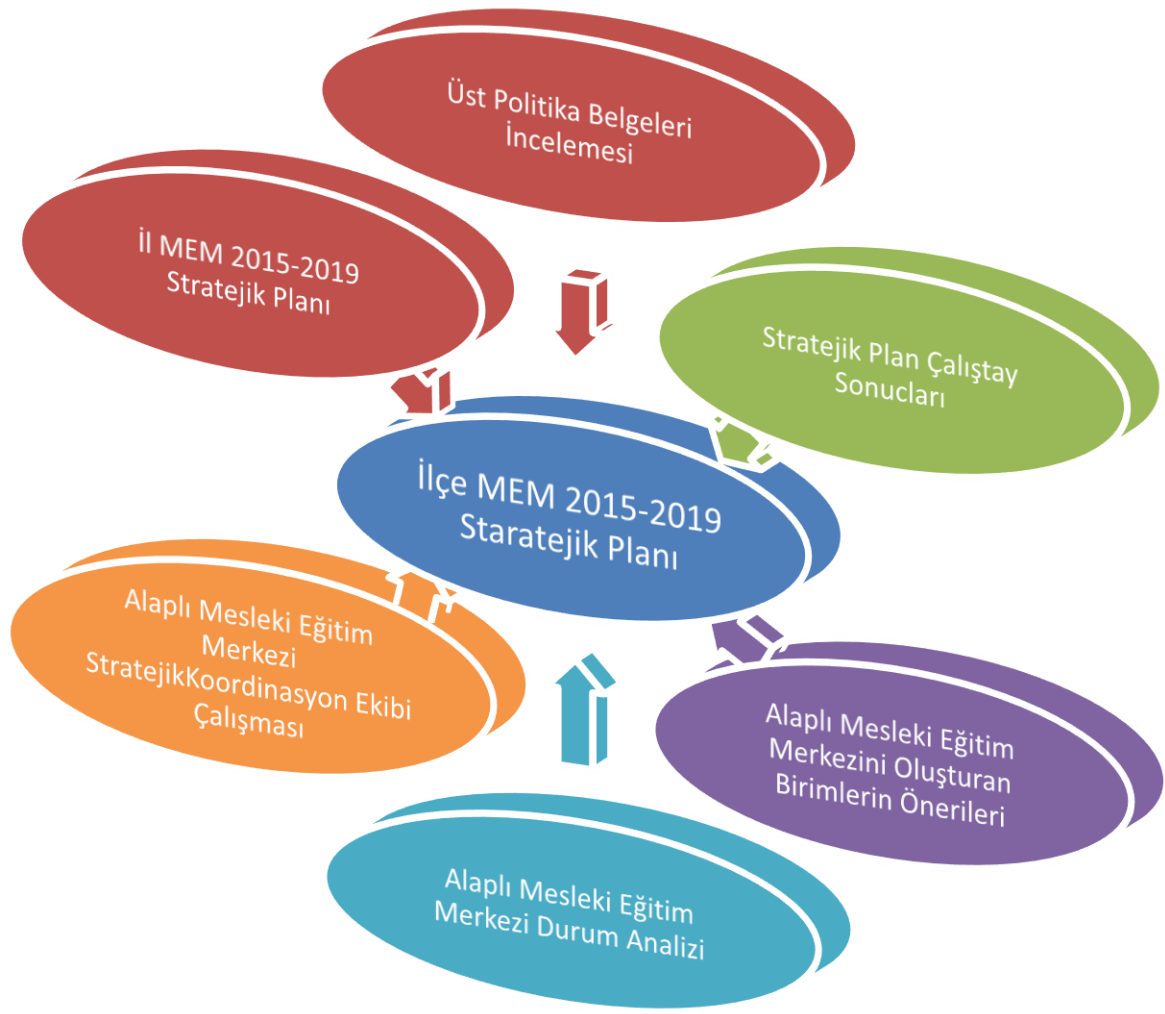 Üst Politika Belgeleri
İncelemesi
İl MEM 2015-2019
Stratejik Planı
Stratejik Plan Çalıştay
Sonucları
İlçe MEM 2015-2019
Staratejik Planı
Alaplı Mesleki Eğitim
Merkezi
StratejikKoordinasyon Ekibi
Çalışması
Alaplı Mesleki Eğitim
Merkezini Oluşturan
Birimlerin Önerileri
Alaplı Mesleki Eğitim
Merkezi Durum Analizi